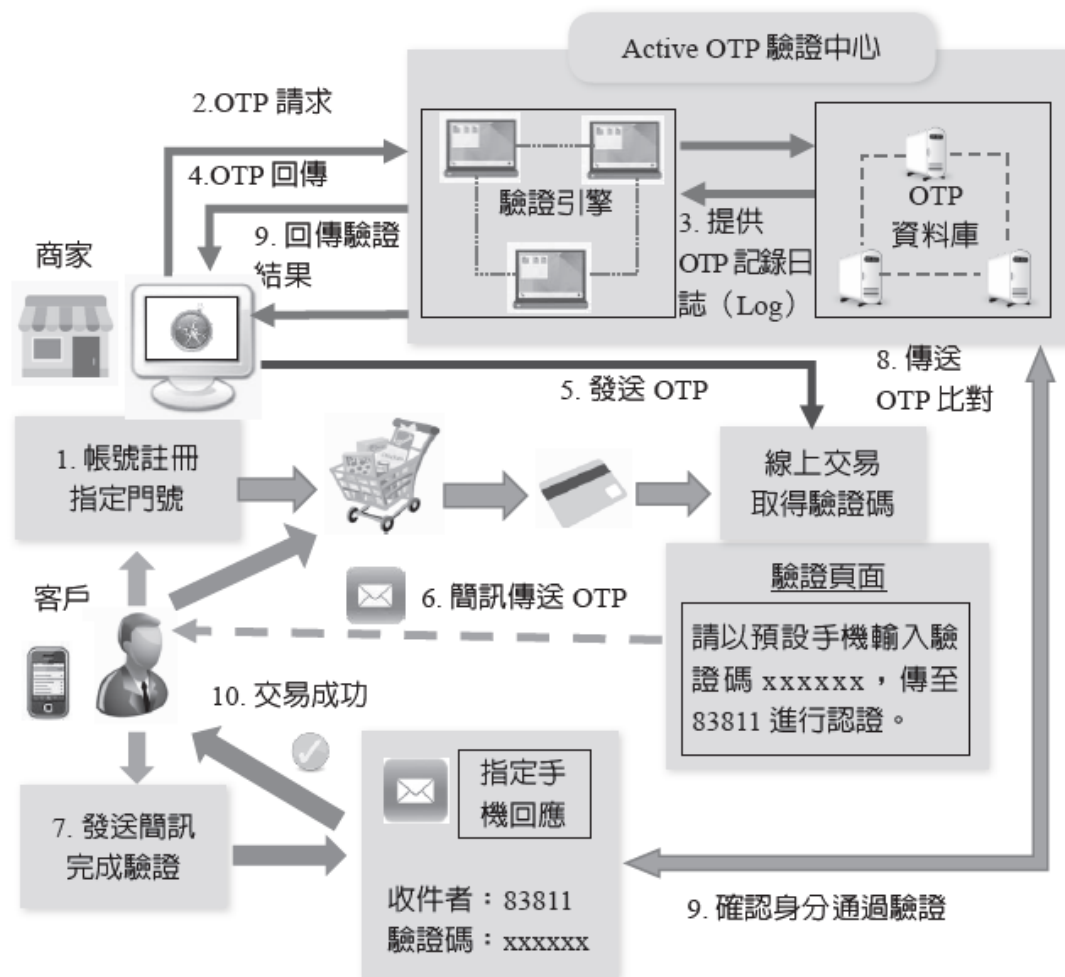 Active OTP 驗證中心
2.OTP 請求
4.OTP 回傳
9. 回傳驗證
結果
商家
驗證引擎
3. 提供
OTP 記錄日
誌（Log）
OTP
資料庫
5. 發送 OTP
8. 傳送
OTP 比對
1. 帳號註冊
指定門號
線上交易
取得驗證碼
客戶
6. 簡訊傳送 OTP
驗證頁面
請以預設手機輸入驗
證碼 xxxxxx，傳至
83811 進行認證。
10. 交易成功
7. 發送簡訊
完成驗證
指定手
機回應
收件者：83811
驗證碼：xxxxxx
9. 確認身分通過驗證